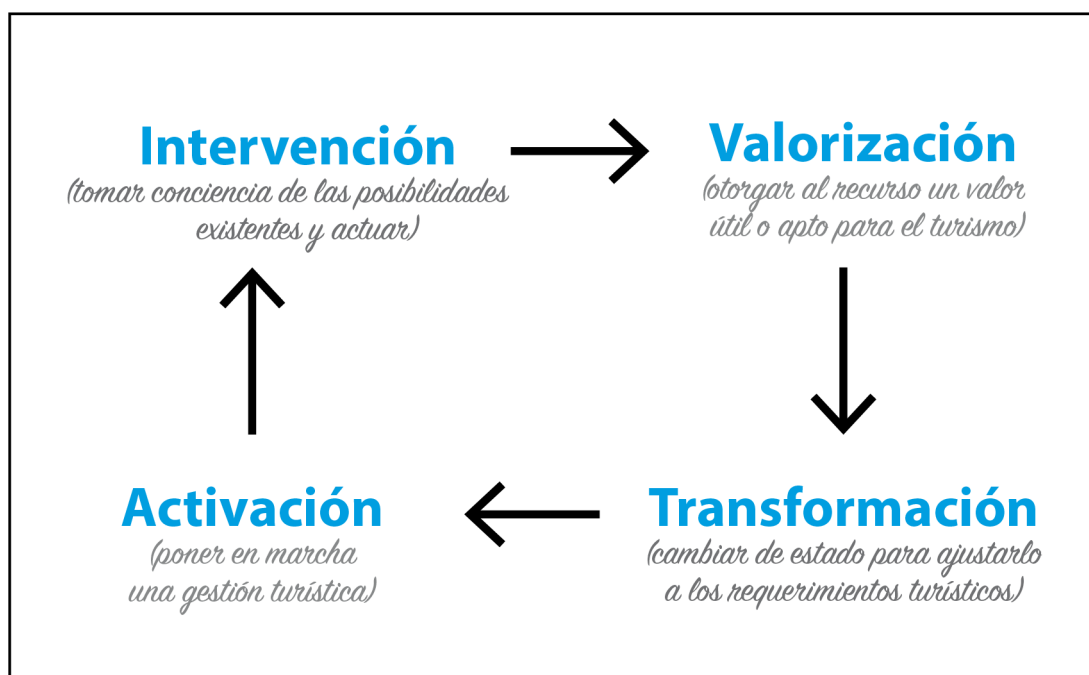 Intervención
(tomar conciencia de las posibilidades
existentes y actuar)
Valorización
(otorgar al recurso un valor
útil o apto para el turismo)
Activación
(poner en marcha
una gestión turística)
Transformación
(cambiar de estado para ajustarlo
a los requerimientos turísticos)